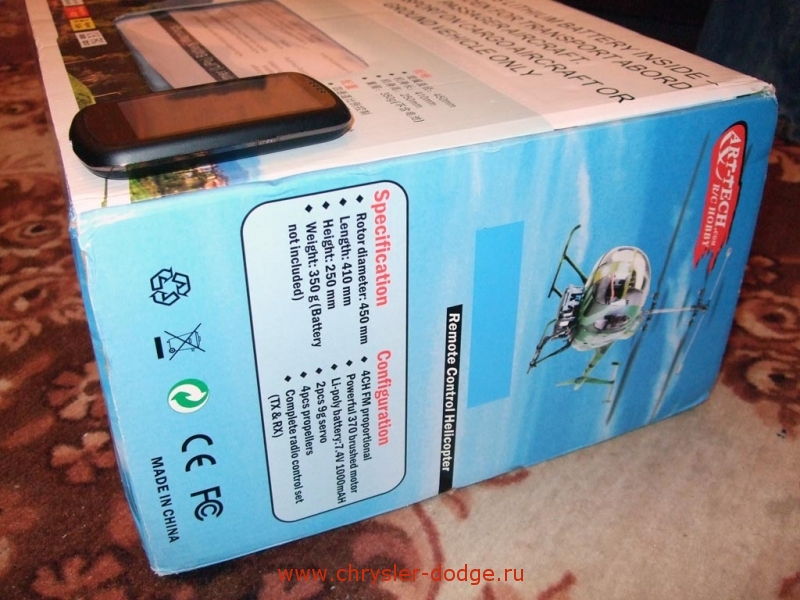 LITHIUM BATTERY INSIDE
TRANSPORT ABORD
PASSENGER AIRCRAFT.
CARGO AIRCRAFT OR
GROUND VEHICLE ONLY
ART-TECH
.com
R/C HOBBY
Remote Control Helicopter
Specification
◆ Rotor diameter: 450 mm
◆ Length: 410 mm
◆ Height: 250 mm
◆ Weight: 350 g (Battery
not included)
Configuration
◆ 4CH FM proportional
◆ Powerful 370 brushed motor
◆ Li-poly battery:7.4V 1000mAH
◆ 2pcs 9g servo
◆ 4pcs propellers
◆ Complete radio control set
(TX & RX)
CE FC
MADE IN CHINA
www.chrysler-dodge.ru